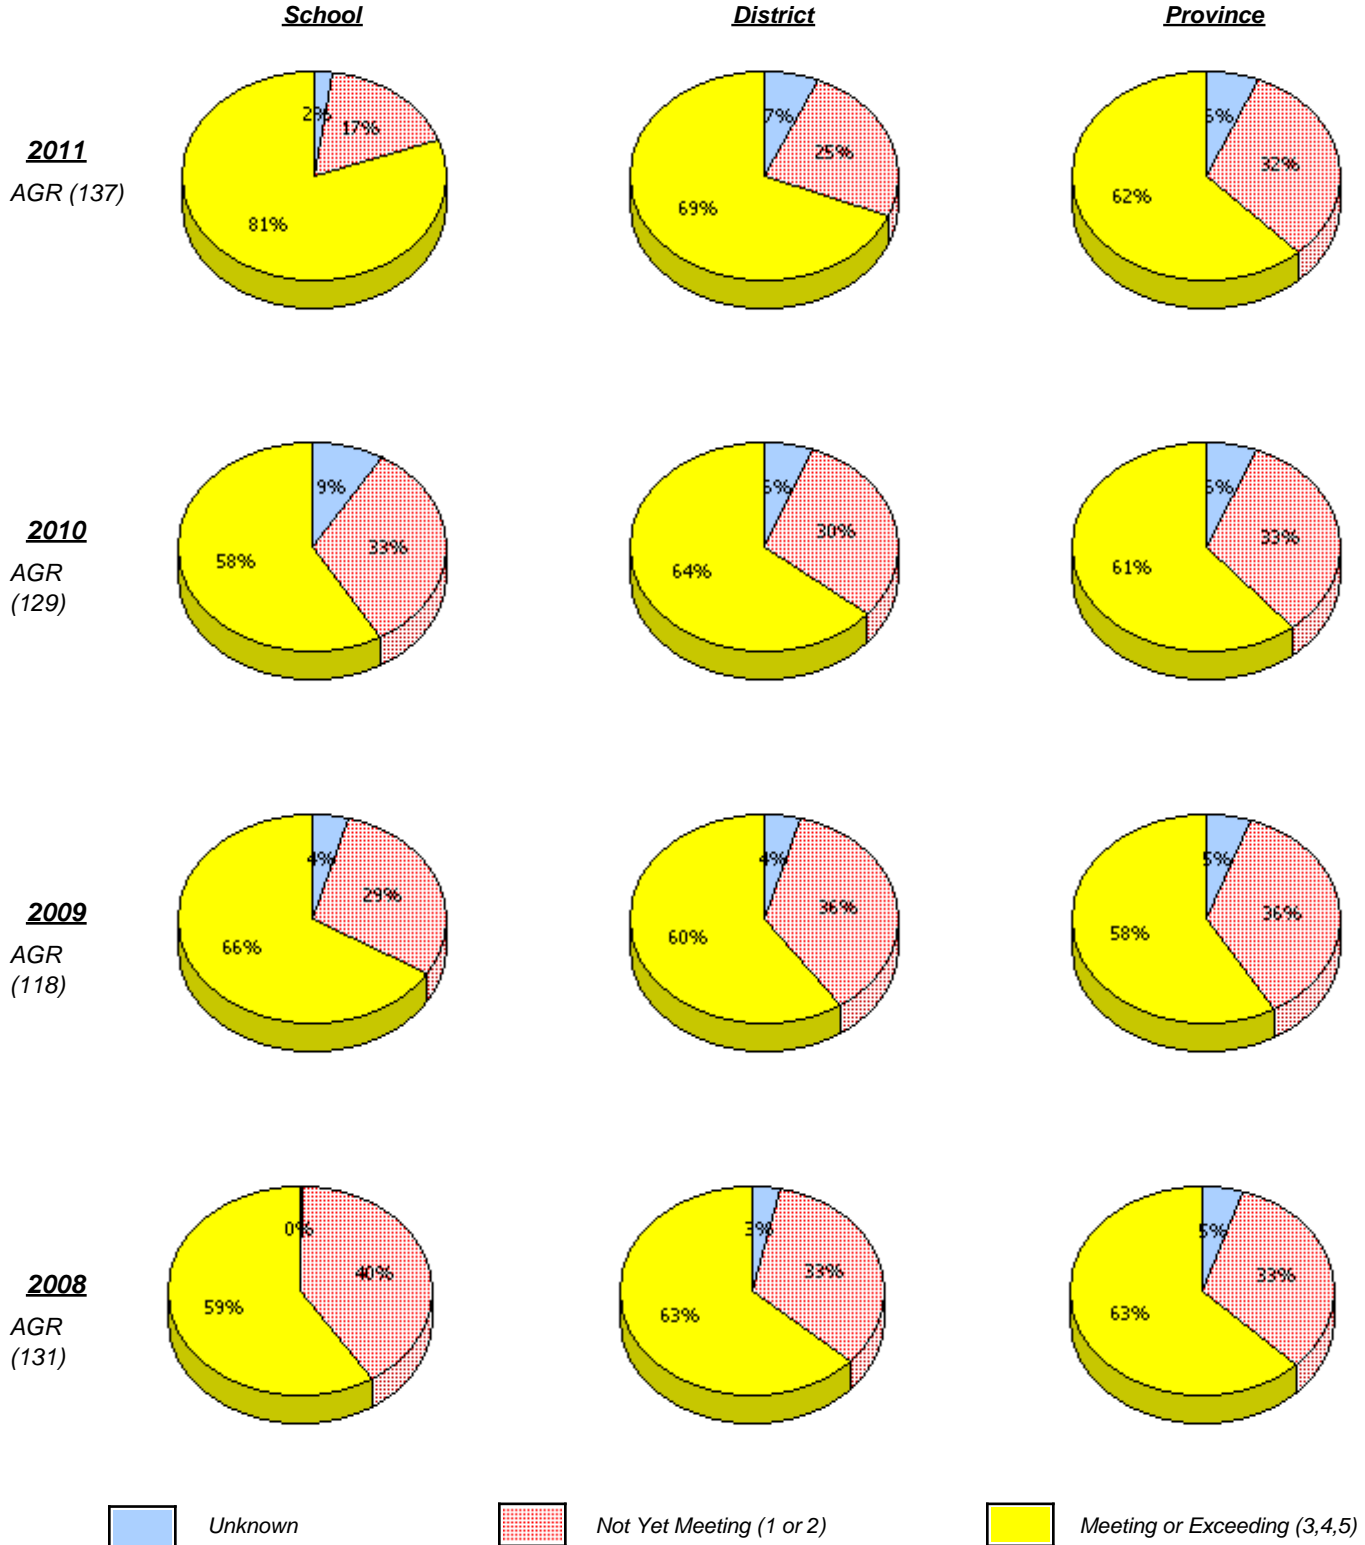 School District Province
2011
AGR (137)
2% 17% 81%
7% 25% 69%
6% 32% 62%
2010
AGR
(129)
9% 33% 58%
30% 64%
33% 61%
2009
AGR
(118)
4% 29% 66%
4% 36% 60%
5% 36% 58%
2008
AGR
(131)
0% 40% 59%
3% 33% 63%
5% 33% 63%
Unknown Not Yet Meeting (1 or 2) Meeting or Exceeding (3,4,5)